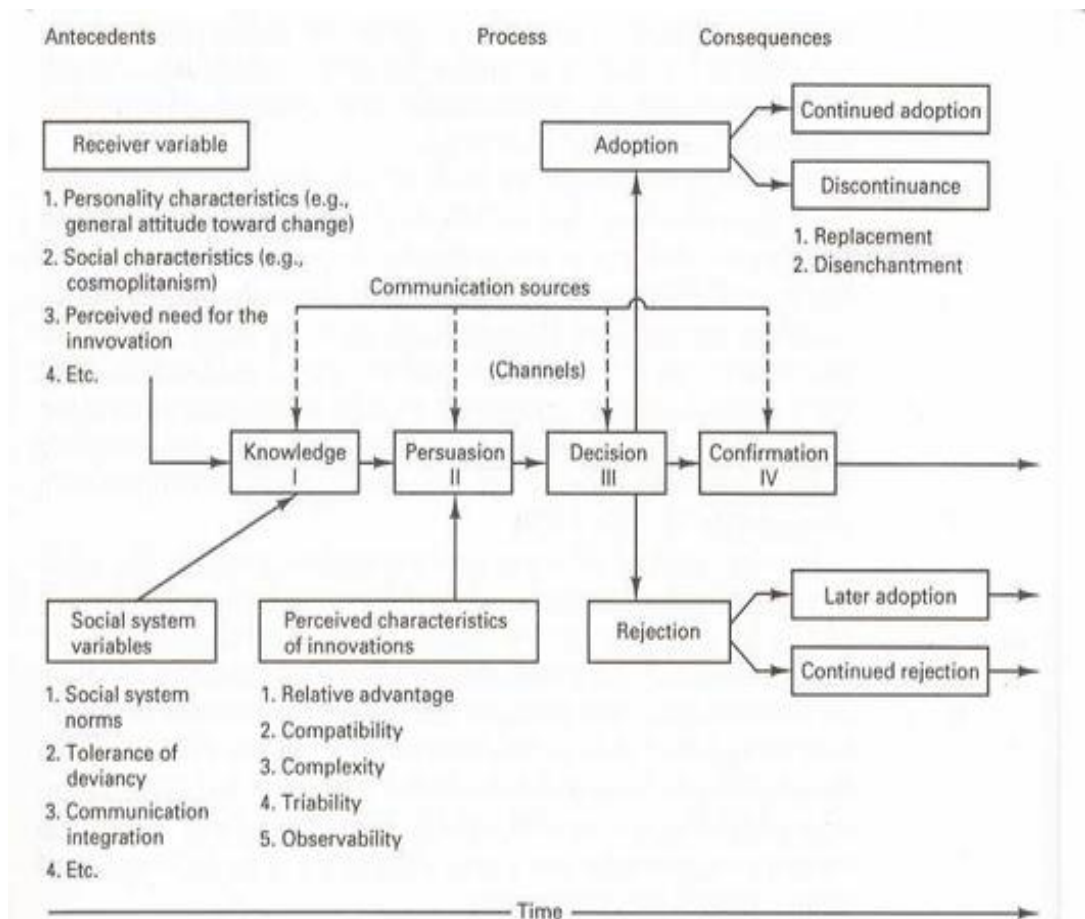 Antecedents Process Consequences
Continued adoption
Receiver variable
Adoption
Discontinuance
1. Personality characteristics (e.g.,
general attitude toward change)
2. Social characteristics (e.g.,
cosmoplitanism)
3. Perceived need for the
innvovation
4. Etc.
1. Replacement
2. Disenchantment
Communication sources
(Channels)
Knowledge
I
Persuasion
II
Decision
III
Confirmation
IV
Social system
variables
1. Social system
norms
2. Tolerance of
deviancy
3. Communication
integration
4. Etc.
Perceived characteristics
of innovations
1. Relative advantage
2. Compatibility
3. Complexity
4. Triability
5. Observability
Rejection
Later adoption
Continued rejection
Time